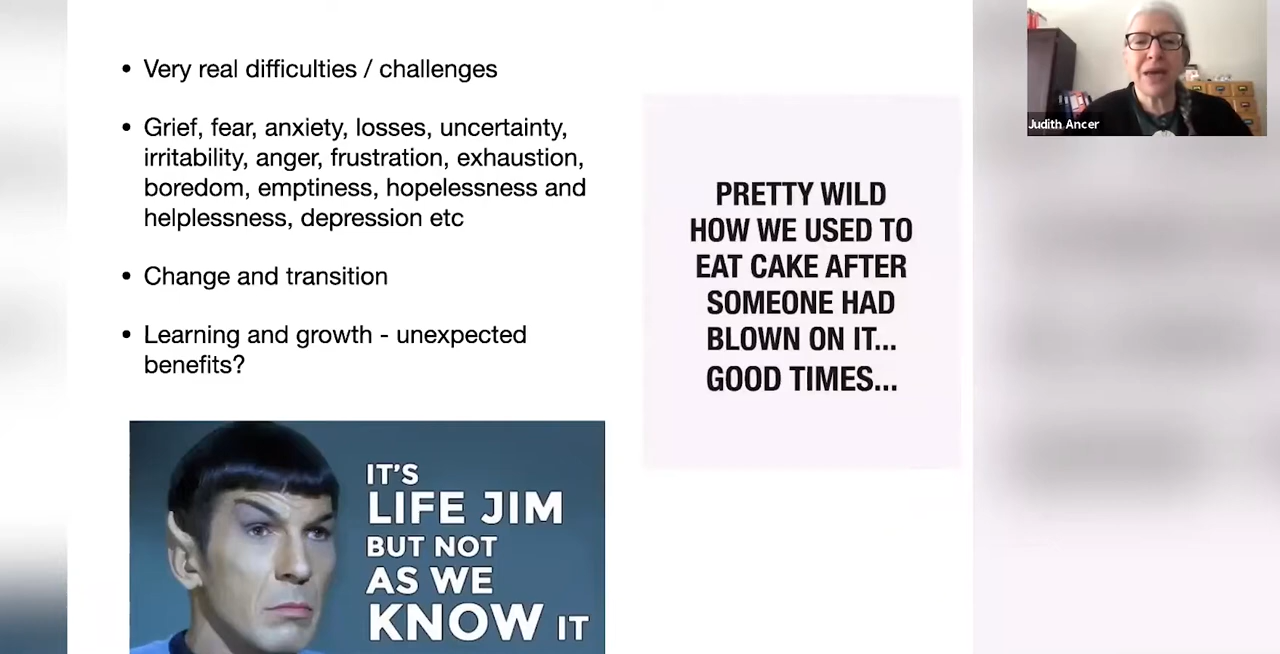 • Very real difficulties / challenges
• Grief, fear, anxiety, losses, uncertainty,
irritability, anger, frustration, exhaustion,
boredom, emptiness, hopelessness and
helplessness, depression etc
• Change and transition
• Learning and growth - unexpected
benefits?
IT'S
LIFE JIM
BUT NOT
AS WE
KNOW IT
PRETTY WILD
HOW WE USED TO
EAT CAKE AFTER
SOMEONE HAD
BLOWN ON IT...
GOOD TIMES...
Judith Ancer